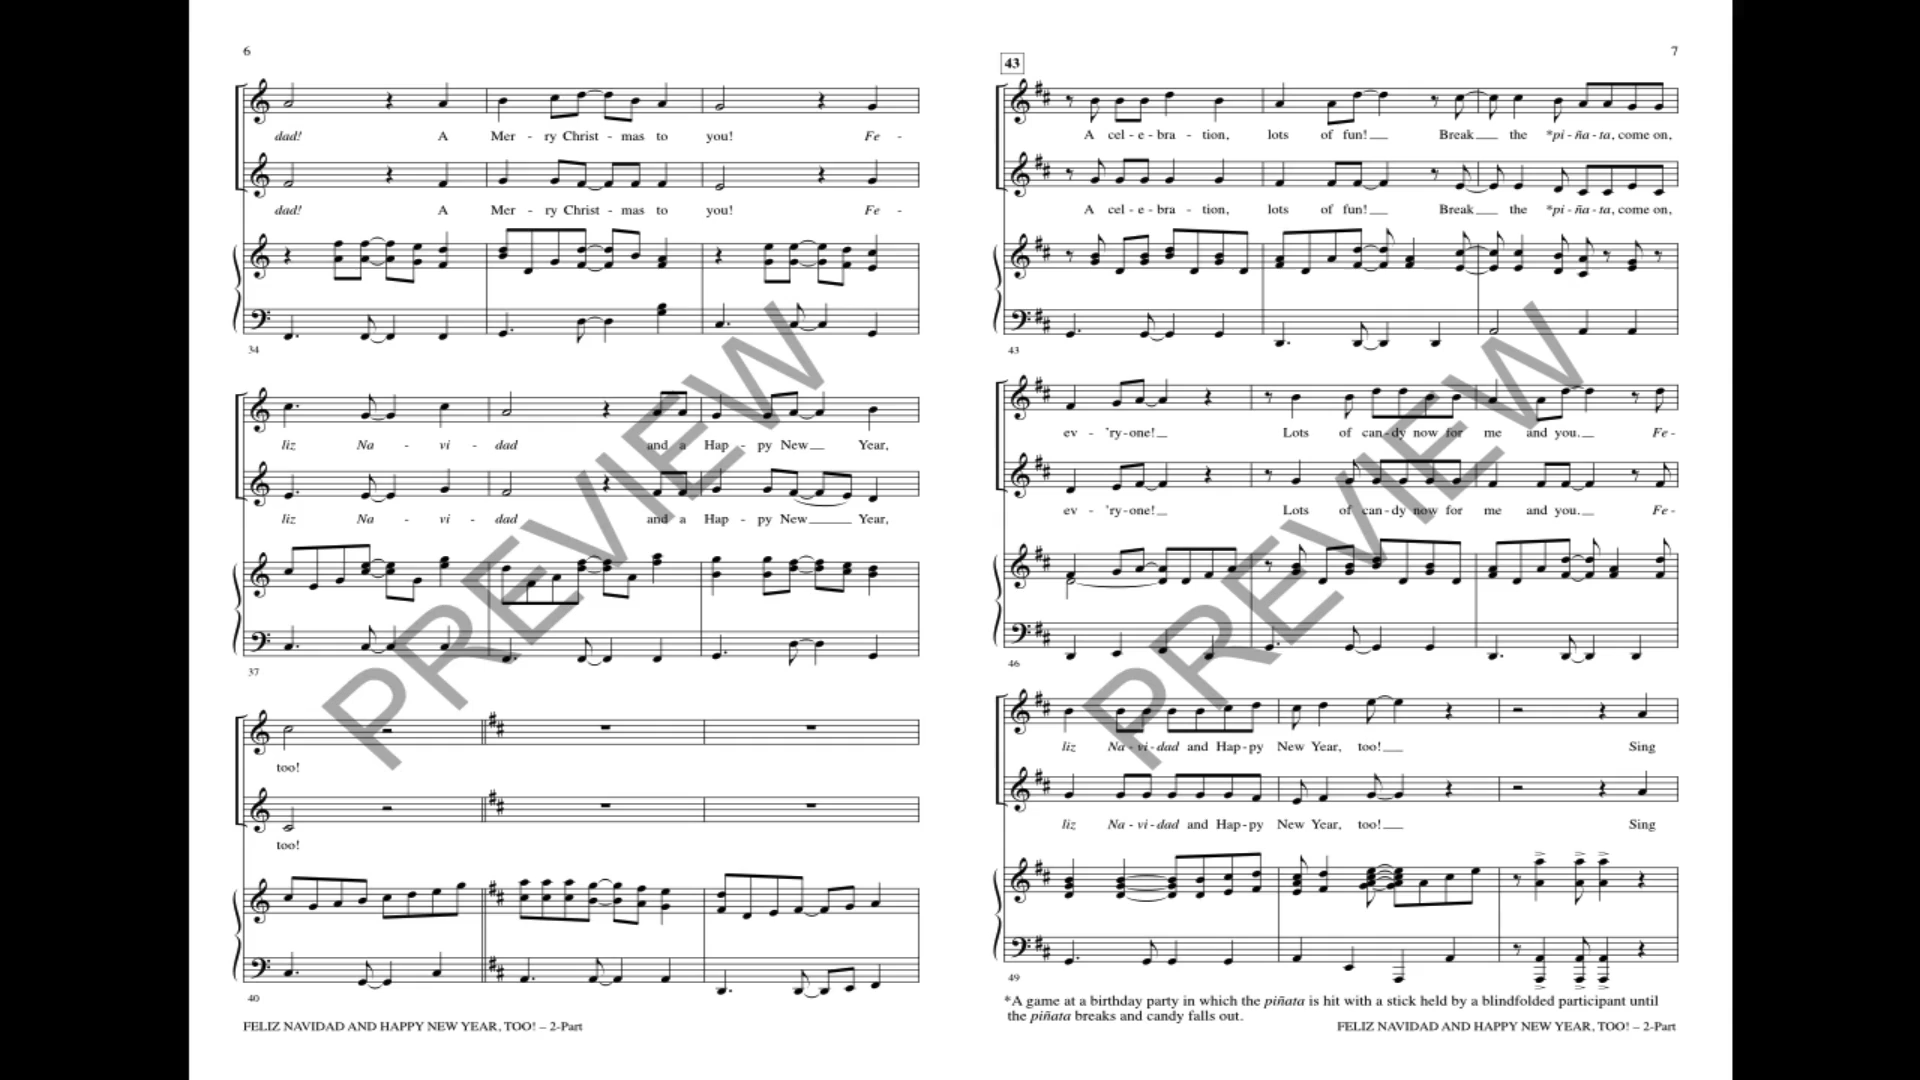 6
dad! A Mer - ry Christ - mas to you! Fe -
dad! A Mer - ry Christ - mas to you! Fe -
34
liz Na - vi - dad and a Hap - py New Year,
liz Na - vi - dad and a Hap - py New Year,
37
too!
too!
40
FELIZ NAVIDAD AND HAPPY NEW YEAR, TOO! – 2-Part
PREVIEW
7
43
A cel - e - bra - tion, lots of fun! Break the *pi - ña - ta, come on,
A cel - e - bra - tion, lots of fun! Break the *pi - ña - ta, come on,
43
ev - 'ry-one! Lots of can-dy now for me and you. Fe-
ev - 'ry-one! Lots of can-dy now for me and you. Fe-
46
liz Na - vi - dad and Hap-py New Year, too! Sing
liz Na - vi - dad and Hap-py New Year, too! Sing
49
*A game at a birthday party in which the piñata is hit with a stick held by a blindfolded participant until
the piñata breaks and candy falls out.
FELIZ NAVIDAD AND HAPPY NEW YEAR, TOO! – 2-Part
PREVIEW